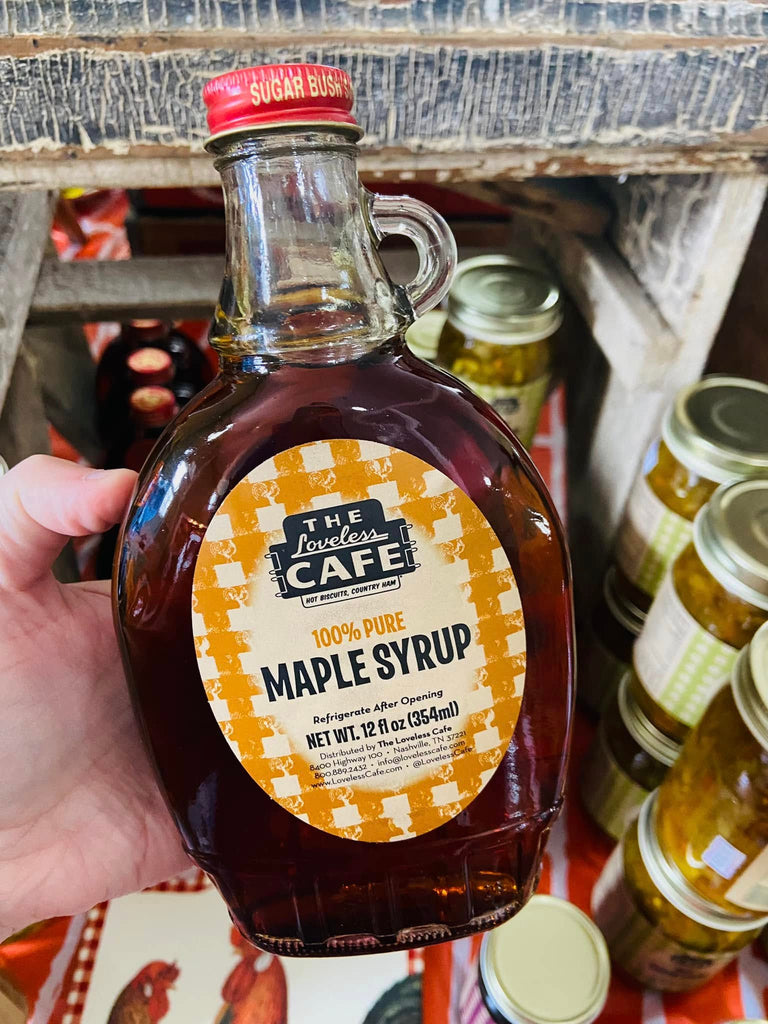 SUGAR BUSH
THE
Loveless
CAFE
HOT BISCUITS, COUNTRY HAM
100% PURE
MAPLE SYRUP
Refrigerate After Opening
NET WT. 12 fl oz (354ml)
Distributed by The Loveless Cafe
8400 Highway 100 • Nashville, TN 37221
800.889.2432 • info@lovelesscafe.com
www.LovelessCafe.com • @LovelessCafe